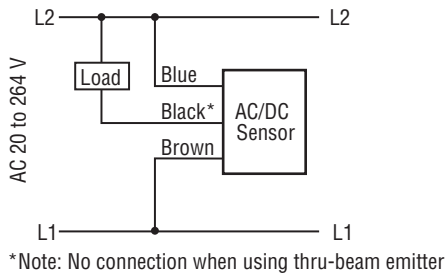 L2 L2
Load
Blue
Black*
Brown
AC/DC
Sensor
AC 20 to 264 V
L1 L1
*Note: No connection when using thru-beam emitter